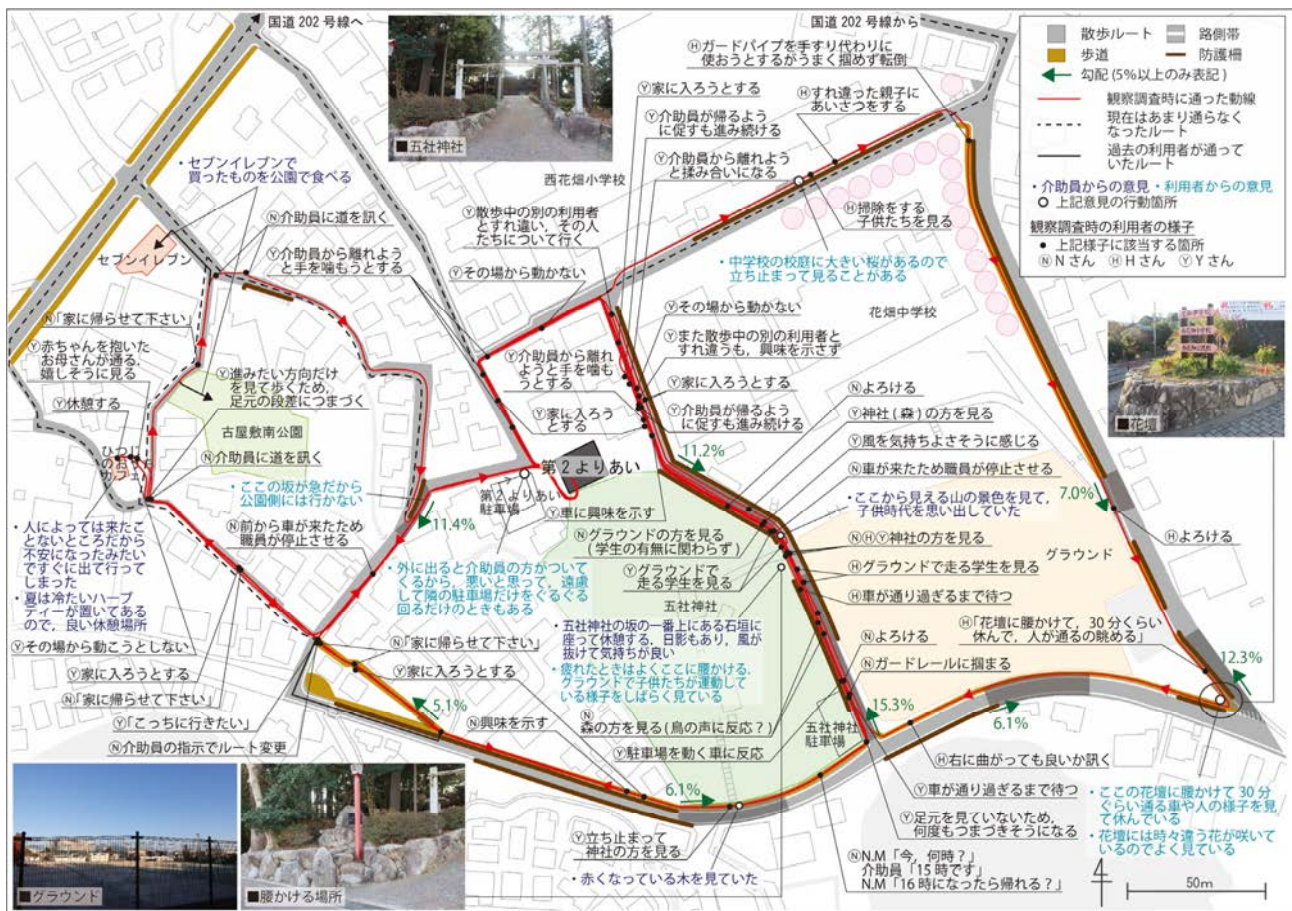 国道 202 号線へ
国道 202 号線から
■五社神社
散歩ルート
路側帯
歩道
防護柵
勾配 (5%以上のみ表記 )
観察調査時に通った動線
現在はあまり通らなく
なったルート
過去の利用者が通って
いたルート
・介助員からの意見
・利用者からの意見
上記意見の行動箇所
観察調査時の利用者の様子
上記様子に該当する箇所
Ⓝ N さん Ⓗ H さん Ⓨ Y さん
Ⓗガードパイプを手すり代わりに
使おうとするがうまく掴めず転倒
Ⓨ家に入ろうとする
Ⓗすれ違った親子に
あいさつをする
Ⓨ介助員が帰るよう
に促すも進み続ける
Ⓨ介助員から離れよう
と揉み合いになる
西花畑小学校
Ⓨ散歩中の別の利用者
とすれ違い，その人
たちについて行く
Ⓨその場から動かない
Ⓗ掃除をする
子供たちを見る
・中学校の校庭に大きい桜があるので
立ち止まって見ることがある
・セブンイレブンで
買ったものを公園で食べる
Ⓝ介助員に道を訊く
Ⓨ介助員から離れよう
と手を噛もうとする
セブンイレブン
Ⓝ「家に帰らせて下さい」
Ⓨ赤ちゃんを抱いた
お母さんが通る，
嬉しそうに見る
Ⓨ進みたい方向だけ
を見て歩くため，
足元の段差につまづく
Ⓨ休憩する
古屋敷南公園
Ⓝ介助員に道を訊く
・ここの坂が急だから
公園側には行かない
Ⓝ前から車が来たため
職員が停止させる
11.4%
Ⓨ介助員から離れ
ようと手を噛も
うとする
Ⓨ家に入ろう
とする
第 2 よりあい
第 2 よりあい
駐車場
Ⓨ車に興味を示す
花畑中学校
Ⓨその場から動かない
Ⓨまた散歩中の別の利用者と
すれ違うも，興味を示さず
Ⓨ家に入ろうとする
Ⓨ介助員が帰るよう
に促すも進み続ける
11.2%
Ⓝよろける
Ⓨ神社 ( 森 ) の方を見る
Ⓨ風を気持ちよさそうに感じる
Ⓝ車が来たため職員が停止させる
・ここから見える山の景色を見て，
子供時代を思い出していた
■花壇
7.0%
Ⓗよろける
グラウンド
Ⓝグラウンドの方を見る
( 学生の有無に関わらず )
ⓃⒽⓎ神社の方を見る
Ⓨグラウンドで
走る学生を見る
Ⓗグラウンドで走る学生を見る
Ⓗ車が通り過ぎるまで待つ
五社神社
Ⓗ「花壇に腰かけて，30 分くらい
休んで，人が通るの眺める」
12.3%
・人によっては来たこ
とないところだから
不安になったみたい
ですぐに出て行って
しまった
・夏は冷たいハーブ
ティーが置いてある
ので，良い休憩場所
・外に出ると介助員の方がついて
くるから，悪いと思って，遠慮
して隣の駐車場だけをぐるぐる
回るだけのときもある
・五社神社の坂の一番上にある石垣に
座って休憩する，日影もあり，風が
抜けて気持ちが良い
・疲れたときはよくここに腰かける，
グラウンドで子供たちが運動して
いる様子をしばらく見ている
Ⓝよろける
Ⓝガードレールに掴まる
Ⓨその場から動こうとしない
Ⓨ家に入ろうとする
Ⓝ「家に帰らせて下さい」
Ⓨ「こっちに行きたい」
Ⓝ介助員の指示でルート変更
Ⓝ「家に帰らせて下さい」
Ⓨ家に入ろうとする
5.1%
Ⓝ興味を示す
Ⓝ
森の方を見る ( 鳥の声に反応？ )
Ⓨ駐車場を動く車に反応
五社神社
駐車場
15.3%
6.1%
6.1%
Ⓗ右に曲がっても良いか訊く
Ⓨ車が通り過ぎるまで待つ
Ⓨ足元を見ていないため，
何度もつまづきそうになる
Ⓨ立ち止まって
神社の方を見る
・赤くなっている木を見ていた
Ⓝ N.M「今，何時？」
介助員「15 時です」
N.M「16 時になったら帰れる？」
・ここの花壇に腰かけて 30 分
ぐらい通る車や人の様子を見
て休んでいる
・花壇には時々違う花が咲いて
いるのでよく見ている
■グラウンド
■腰かける場所
50m